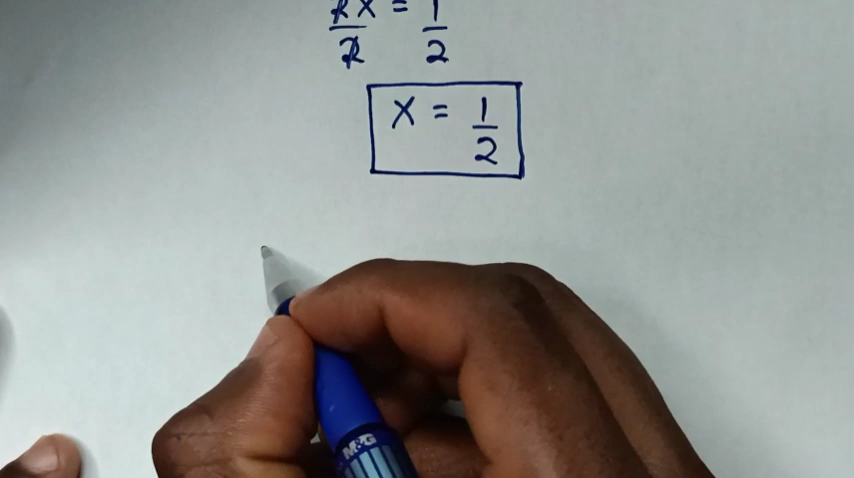 2x/2 = 1/2
x = 1/2
M&G